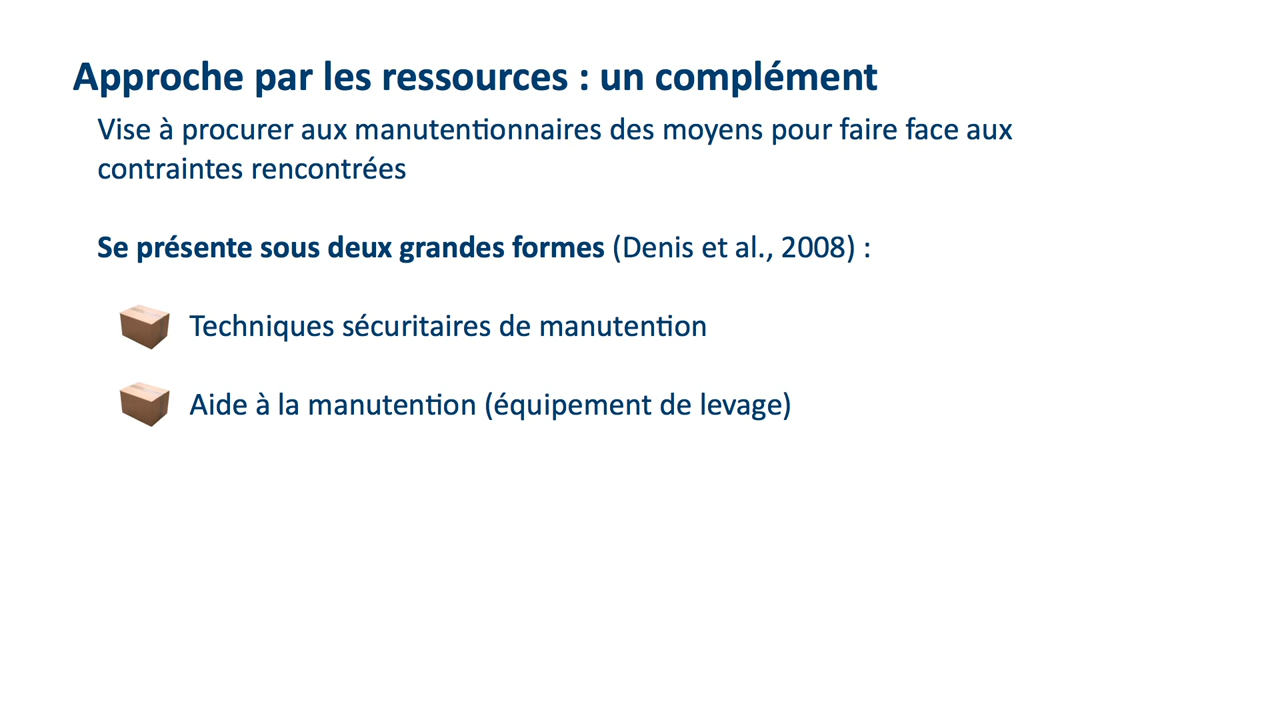 Approche par les ressources : un complément
Vise à procurer aux manutentionnaires des moyens pour faire face aux
contraintes rencontrées
Se présente sous deux grandes formes (Denis et al., 2008) :
Techniques sécuritaires de manutention
Aide à la manutention (équipement de levage)